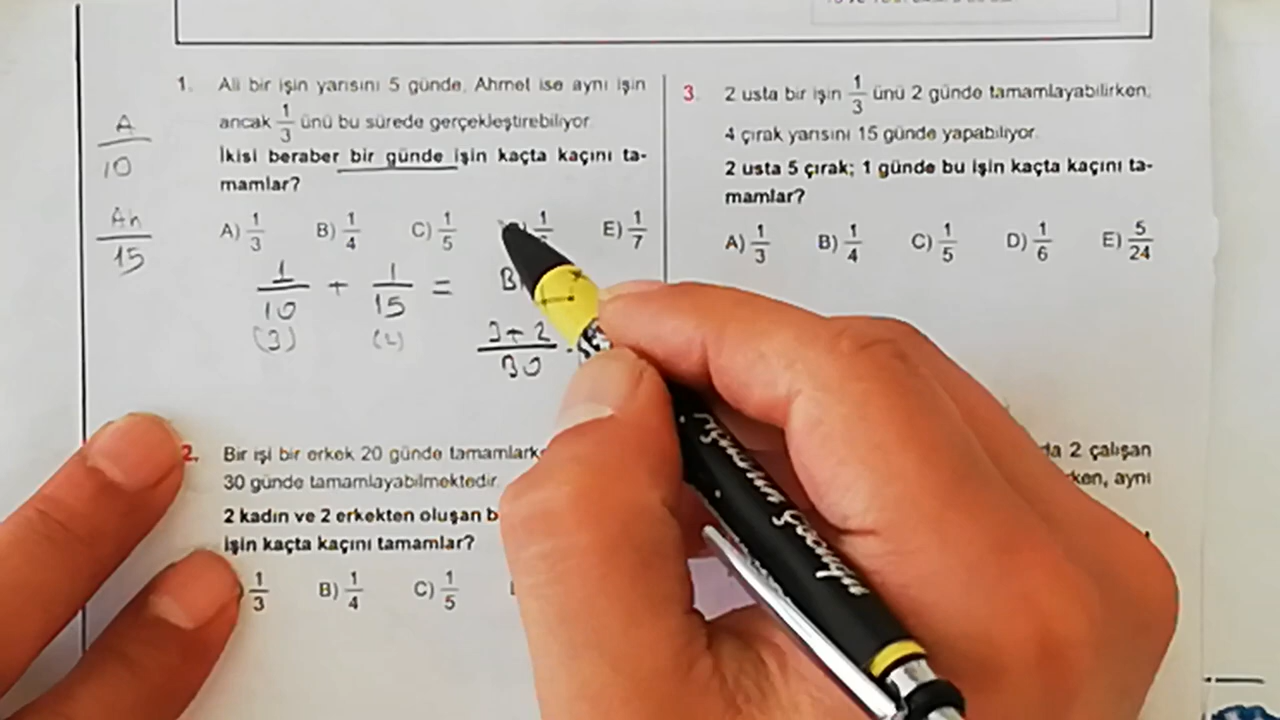 1. Ali bir işin yarısını 5 günde, Ahmet ise aynı işin
ancak 1/3 ünü bu sürede gerçekleştirebiliyor.
İkisi beraber bir günde işin kaçta kaçını ta-
mamlar?
A) 1/3 B) 1/4 C) 1/5 E) 1/7
A/10
Ah/15
1/10 + 1/15 =
(3) (2)
3+2/30
2. Bir işi bir erkek 20 günde
30 günde tamamlayabilmektedir.
2 kadın ve 2 erkekten oluşan
işin kaçta kaçını tamamlar?
1/3 B) 1/4 C) 1/5
3. 2 usta bir işin 1/3 ünü 2 günde tamamlayabilirken;
4 çırak yarısını 15 günde yapabiliyor.
2 usta 5 çırak; 1 günde bu işin kaçta kaçını ta-
mamlar?
A) 1/3 B) 1/4 C) 1/5 D) 1/6 E) 5/24
2 çalışan
aynı